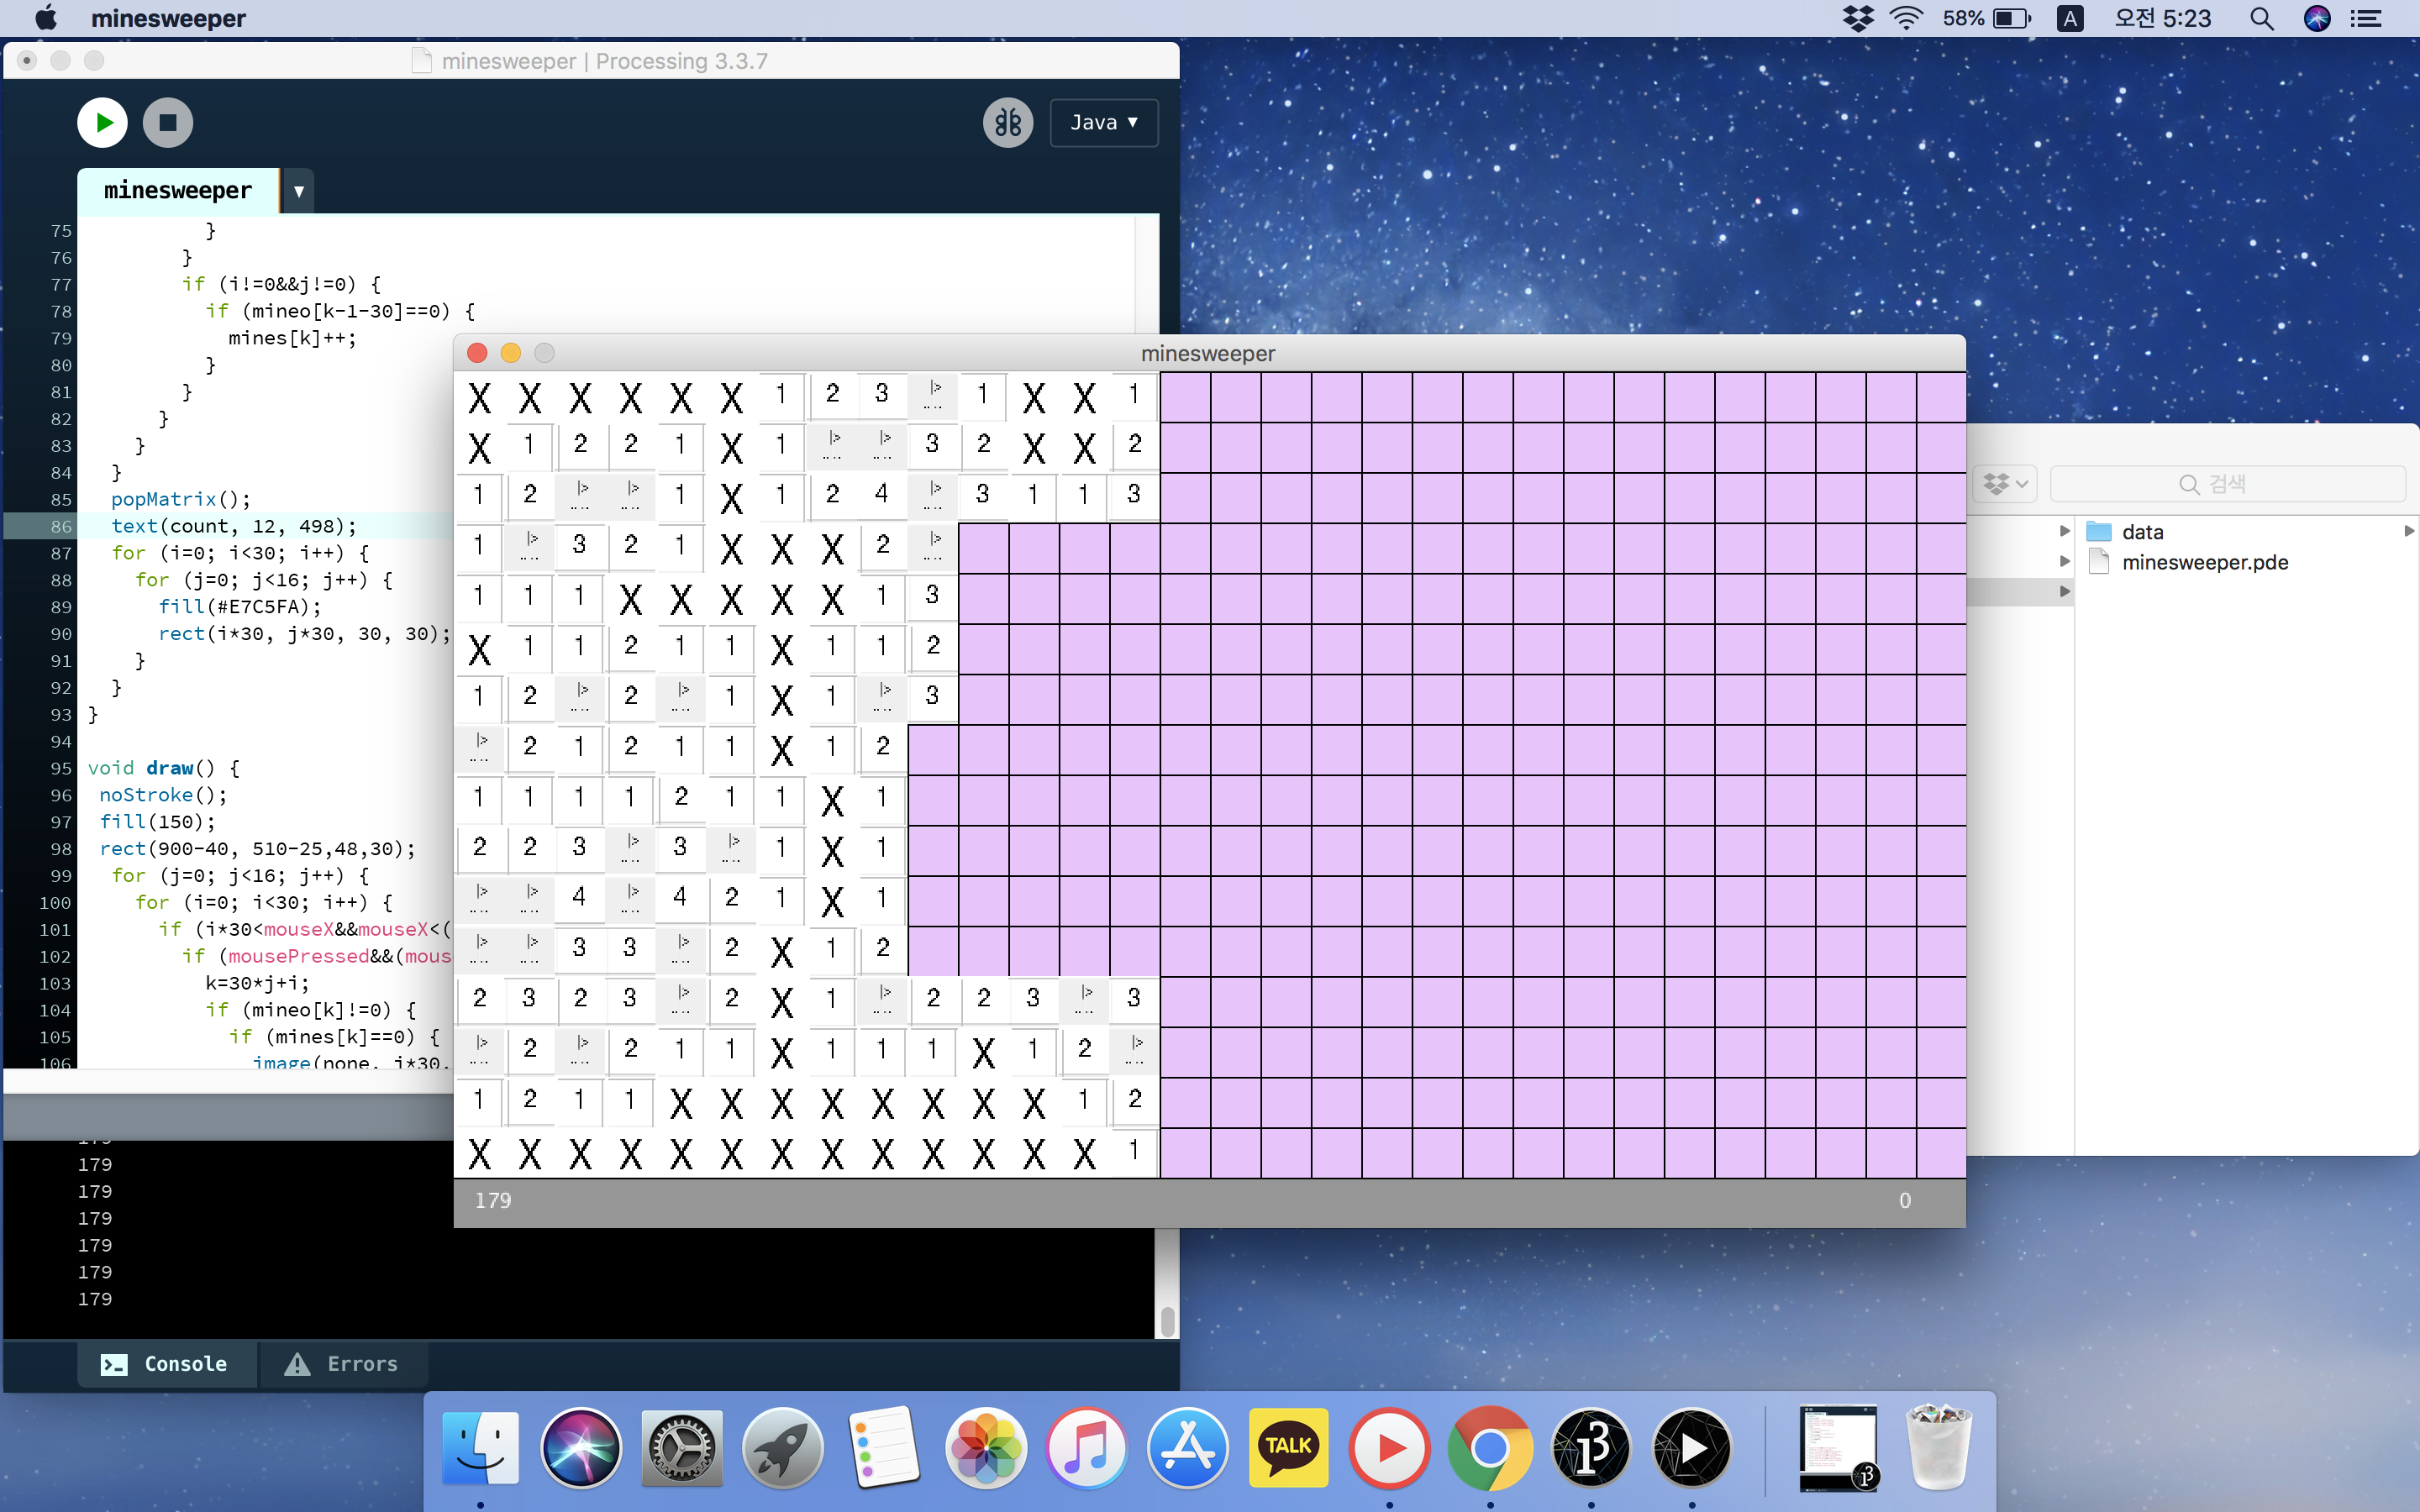 minesweeper
58%
A
오전 5:23
minesweeper | Processing 3.3.7
Java ▼
minesweeper ▼
75 }
76 }
77 if (i!=0&&j!=0) {
78 if (mineo[k-1-30]==0) {
79 mines[k]++;
80 }
81 }
82 }
83 }
84 }
85 popMatrix();
86 text(count, 12, 498);
87 for (i=0; i<30; i++) {
88 for (j=0; j<16; j++) {
89 fill(#E7C5FA);
90 rect(i*30, j*30, 30, 30);
91 }
92 }
93 }
94
95 void draw() {
96 noStroke();
97 fill(150);
98 rect(900-40, 510-25,48,30);
99 for (j=0; j<16; j++) {
100 for (i=0; i<30; i++) {
101 if (i*30<mouseX&&mouseX<(
102 if (mousePressed&&(mous
103 k=30*j+i;
104 if (mineo[k]!=0) {
105 if (mines[k]==0) {
106 image(none, i*30,
179
179
179
179
179
179
179
Console
Errors
minesweeper
X X X X X X 1 2 3 |> 1 X X 1
X 1 2 2 1 X 1 |> |> 3 2 X X 2
1 2 |> |> 1 X 1 2 4 |> 3 1 1 3
1 |> 3 2 1 X X X 2 |>
1 1 1 X X X X X 1 3
X 1 1 2 1 1 X 1 1 2
1 2 |> 2 |> 1 X 1 |> 3
|> 2 1 2 1 1 X 1 2
1 1 1 1 2 1 1 X 1
2 2 3 |> 3 |> 1 X 1
|> |> 4 |> 4 2 1 X 1
|> |> 3 3 |> 2 X 1 2
2 3 2 3 |> 2 X 1 |> 2 2 3 |> 3
|> 2 |> 2 1 1 X 1 1 1 X 1 2 |>
1 2 1 1 X X X X X X X X 1 2
X X X X X X X X X X X X X 1
179
0
검색
data
minesweeper.pde
TALK